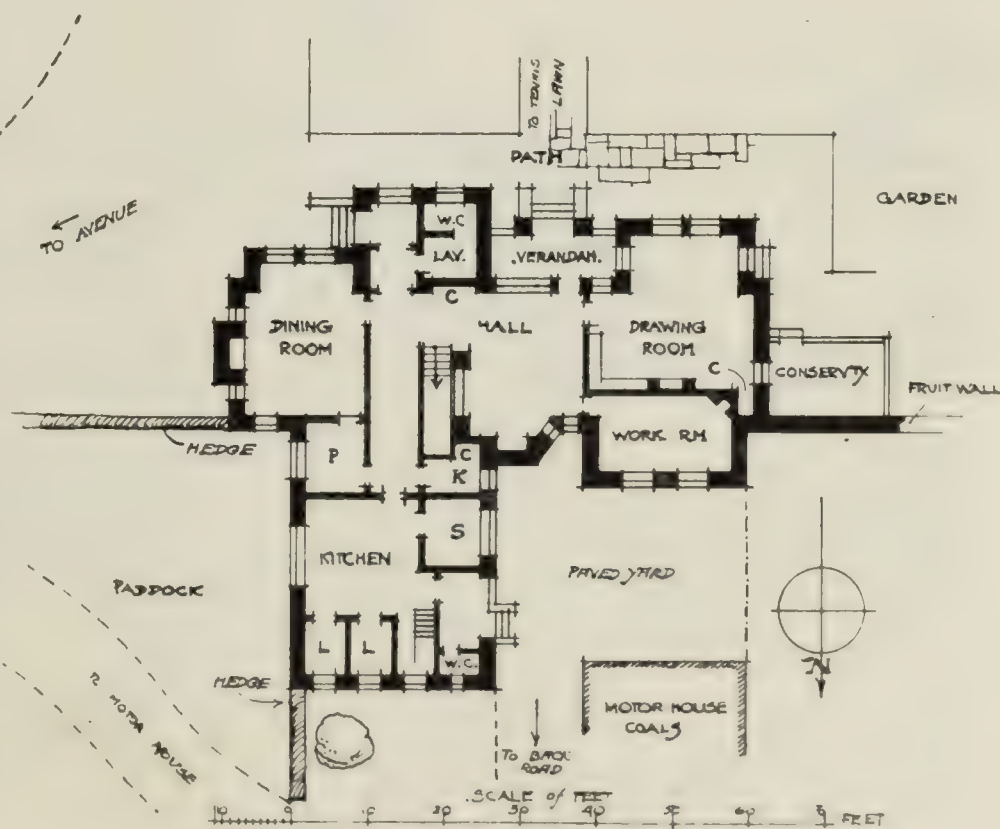 TO TENNIS
LAWN
PATH
GARDEN
TO AVENUE
W.C
LAV.
VERANDAH.
C
HALL
DINING
ROOM
DRAWING
ROOM
C
CONSERVTY
FRUIT WALL
HEDGE
P
C
K
WORK RM
S
KITCHEN
PAVED YARD
PADDOCK
L
L
W.C.
HEDGE
N
MOTOR HOUSE
COALS
MOTOR HOUSE
TO BACK
ROAD
SCALE of FEET
10 0 10 20 30 40 50 60 FEET